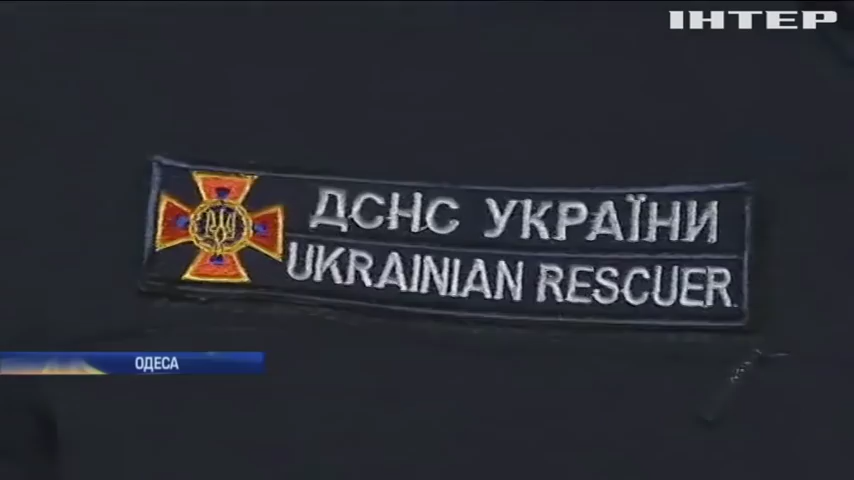 ІНТЕР
ДСНС УКРАЇНИ
UKRAINIAN RESCUER
ОДЕСА